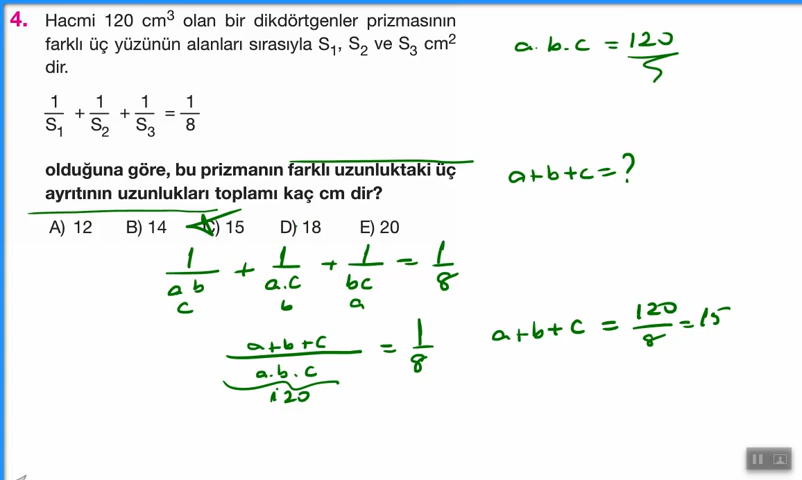 4. Hacmi 120 cm³ olan bir dikdörtgenler prizmasının
farklı üç yüzünün alanları sırasıyla S₁, S₂ ve S₃ cm²
dir.
1/S₁ + 1/S₂ + 1/S₃ = 1/8
olduğuna göre, bu prizmanın farklı uzunluktaki üç
ayrıtının uzunlukları toplamı kaç cm dir?
A) 12 B) 14 C) 15 D) 18 E) 20
a.b.c = 120
a+b+c = ?
1/ab + 1/a.c + 1/bc = 1/8
c b a
a+b+c/a.b.c = 1/8
120
a+b+c = 120/8 = 15